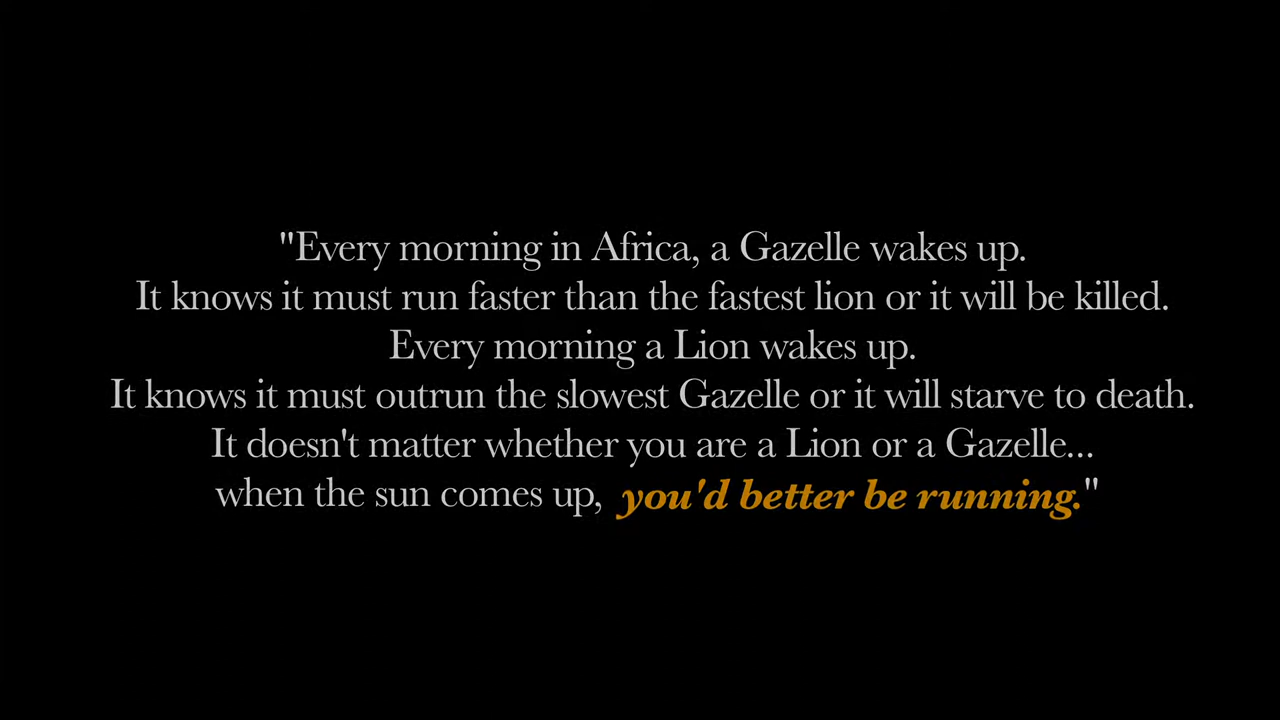 "Every morning in Africa, a Gazelle wakes up.
It knows it must run faster than the fastest lion or it will be killed.
Every morning a Lion wakes up.
It knows it must outrun the slowest Gazelle or it will starve to death.
It doesn't matter whether you are a Lion or a Gazelle...
when the sun comes up, you'd better be running."